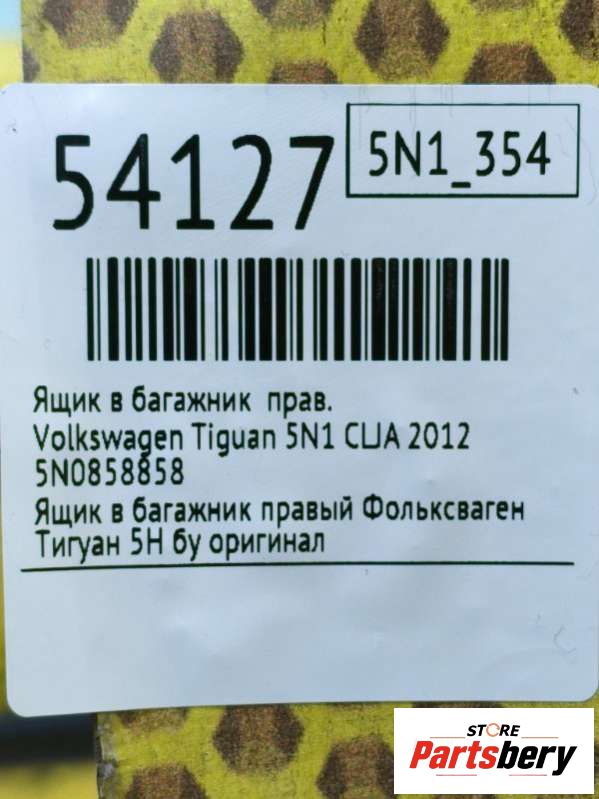 54127
5N1_354
Ящик в багажник прав.
Volkswagen Tiguan 5N1 CLJA 2012
5N0858858
Ящик в багажник правый Фольксваген
Тигуан 5Н бу оригинал
STORE
Partsbery